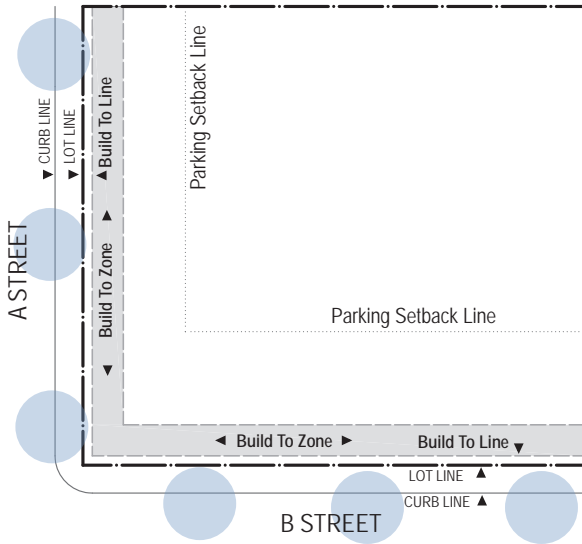 CURB LINE
LOT LINE
Build To Line
Parking Setback Line
A STREET
Build To Zone
Parking Setback Line
Build To Zone
Build To Line
LOT LINE
CURB LINE
B STREET